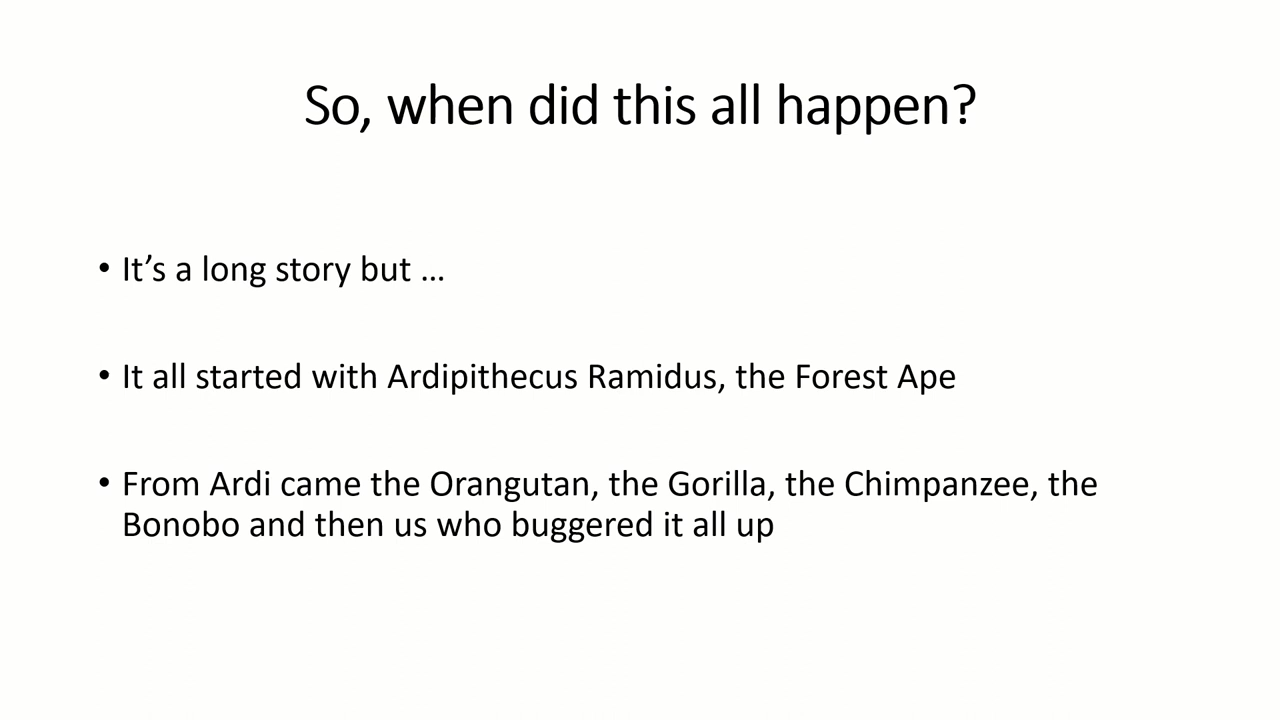 So, when did this all happen?
• It’s a long story but …
• It all started with Ardipithecus Ramidus, the Forest Ape
• From Ardi came the Orangutan, the Gorilla, the Chimpanzee, the
Bonobo and then us who buggered it all up